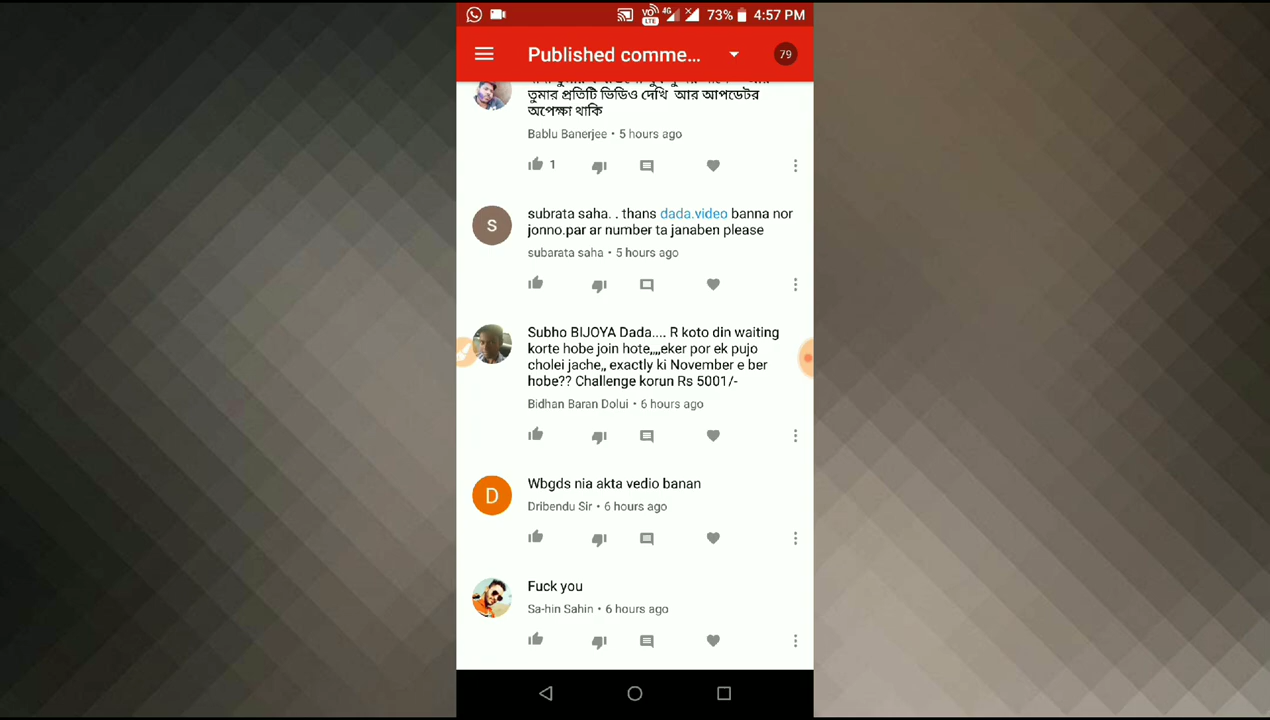 VO)) 4G 73% 4:57 PM
LTE
Published comme... 79
তুমার প্রতিটি ভিডিও দেখি আর আপডেটর
অপেক্ষা থাকি
Bablu Banerjee • 5 hours ago
1
S
subrata saha. . thans dada.video banna nor
jonno.par ar number ta janaben please
subarata saha • 5 hours ago
Subho BIJOYA Dada.... R koto din waiting
korte hobe join hote,,,,eker por ek pujo
cholei jache,, exactly ki November e ber
hobe?? Challenge korun Rs 5001/-
Bidhan Baran Dolui • 6 hours ago
D
Wbgds nia akta vedio banan
Dribendu Sir • 6 hours ago
Fuck you
Sa-hin Sahin • 6 hours ago